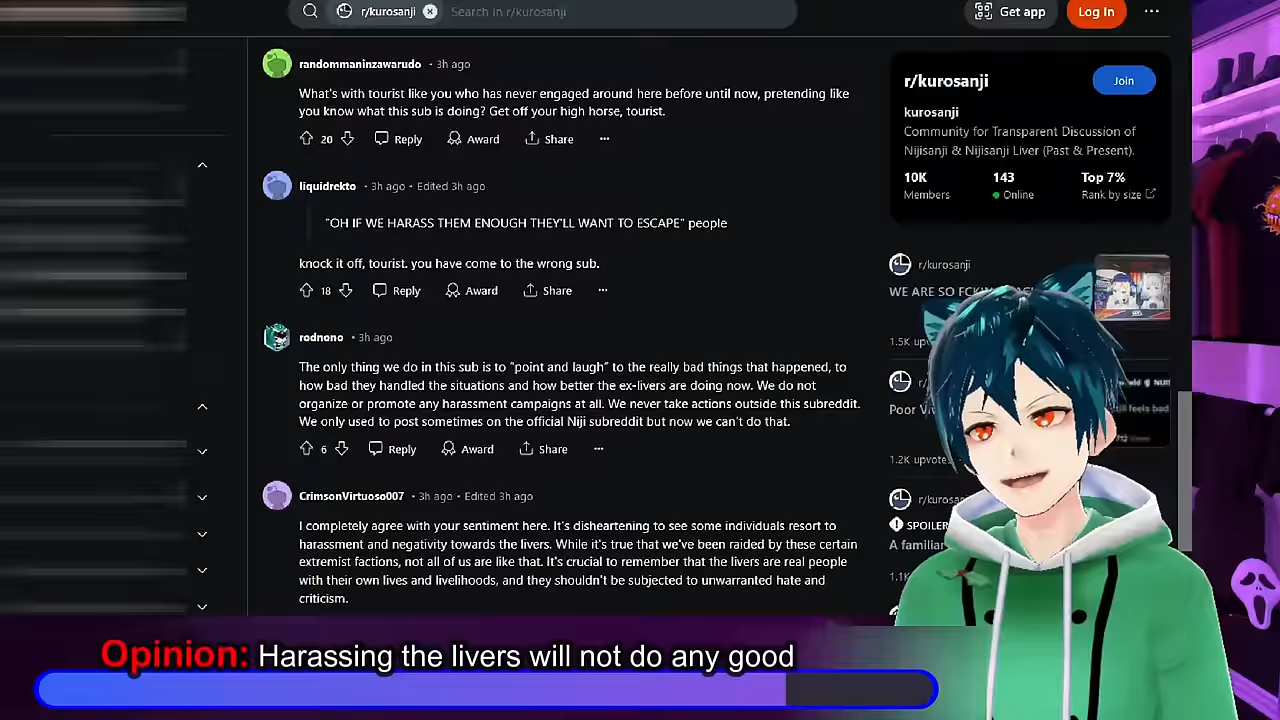 r/kurosanji
Search in r/kurosanji
Get app
Log In
randommaninzawarudo • 3h ago
What's with tourist like you who has never engaged around here before until now, pretending like
you know what this sub is doing? Get off your high horse, tourist.
20
Reply
Award
Share
liquidrekto • 3h ago • Edited 3h ago
"OH IF WE HARASS THEM ENOUGH THEY'LL WANT TO ESCAPE" people
knock it off, tourist. you have come to the wrong sub.
18
Reply
Award
Share
rodnono • 3h ago
The only thing we do in this sub is to "point and laugh" to the really bad things that happened, to
how bad they handled the situations and how better the ex-livers are doing now. We do not
organize or promote any harassment campaigns at all. We never take actions outside this subreddit.
We only used to post sometimes on the official Niji subreddit but now we can't do that.
6
Reply
Award
Share
CrimsonVirtuoso007 • 3h ago • Edited 3h ago
I completely agree with your sentiment here. It's disheartening to see some individuals resort to
harassment and negativity towards the livers. While it's true that we've been raided by these certain
extremist factions, not all of us are like that. It's crucial to remember that the livers are real people
with their own lives and livelihoods, and they shouldn't be subjected to unwarranted hate and
criticism.
r/kurosanji
Join
kurosanji
Community for Transparent Discussion of
Nijisanji & Nijisanji Liver (Past & Present).
10K
143
Top 7%
Members
Online
Rank by size
r/kurosanji
WE ARE SO
1.5K
Poor
1.2K upvotes
SPOILER
A familiar
Opinion: Harassing the livers will not do any good